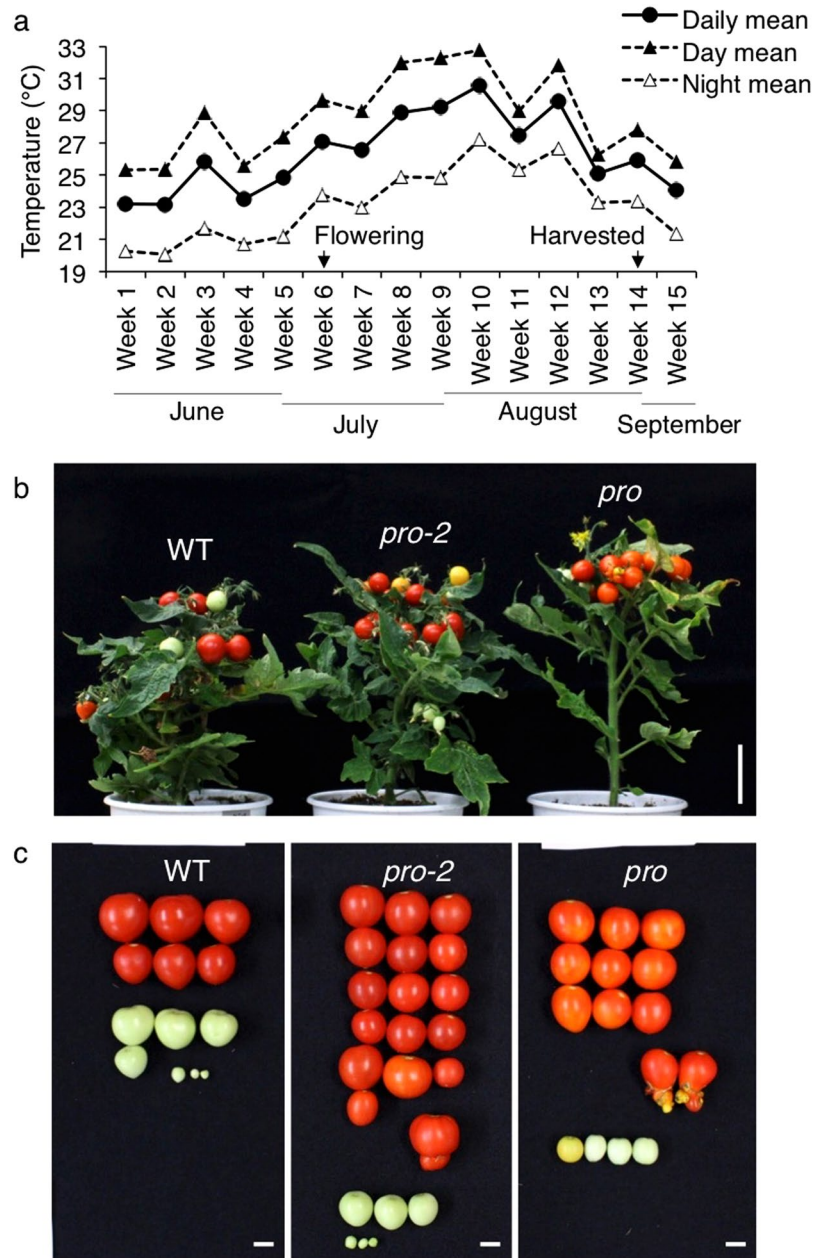 a
Daily mean
Day mean
Night mean
Temperature (°C)
33
31
29
27
25
23
21
19
Flowering
Harvested
Week 1
Week 2
Week 3
Week 4
Week 5
Week 6
Week 7
Week 8
Week 9
Week 10
Week 11
Week 12
Week 13
Week 14
Week 15
June
July
August
September
b
WT
pro-2
pro
c
WT
pro-2
pro